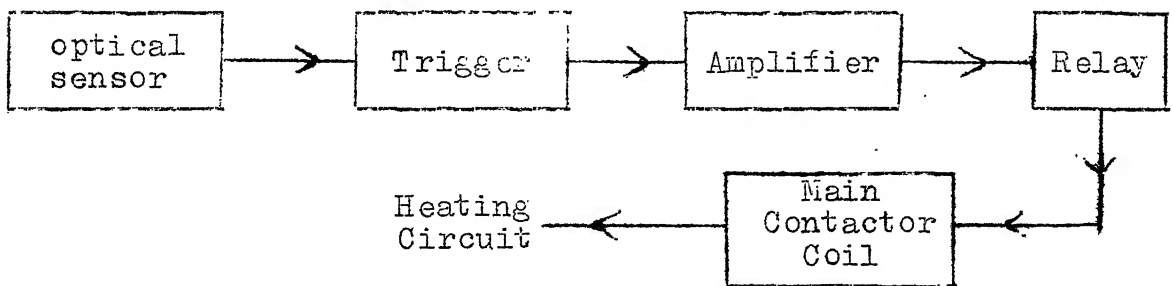 optical
sensor
Trigger
Amplifier
Relay
Main
Contactor
Coil
Heating
Circuit